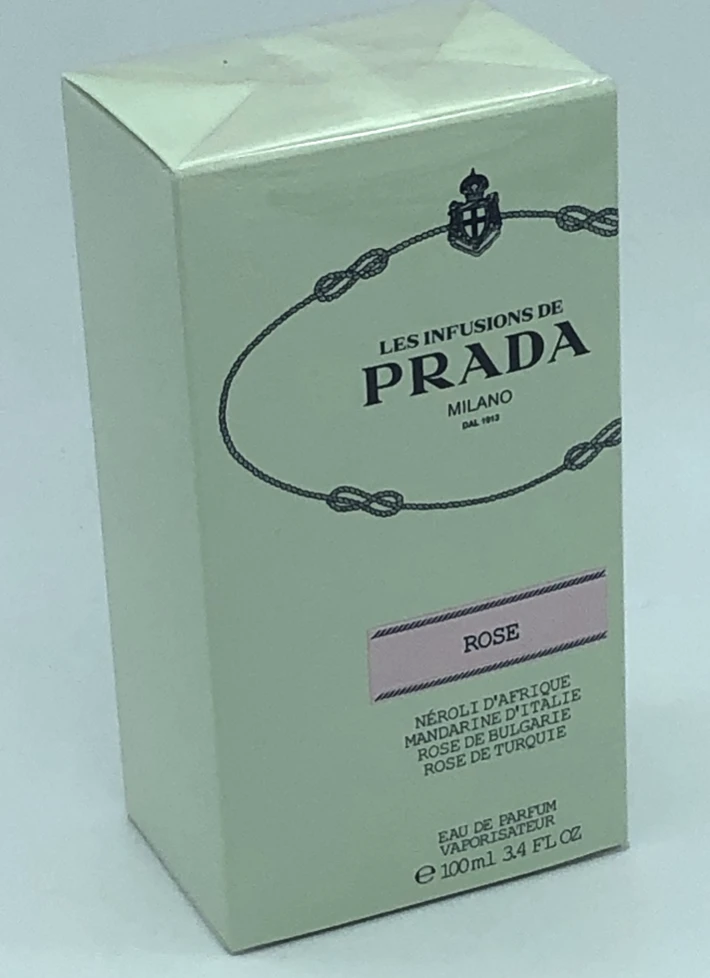 LES INFUSIONS DE
PRADA
MILANO
DAL 1913
ROSE
NÉROLI D'AFRIQUE
MANDARINE D'ITALIE
ROSE DE BULGARIE
ROSE DE TURQUIE
EAU DE PARFUM
VAPORISATEUR
℮ 100ml 3.4 FL OZ